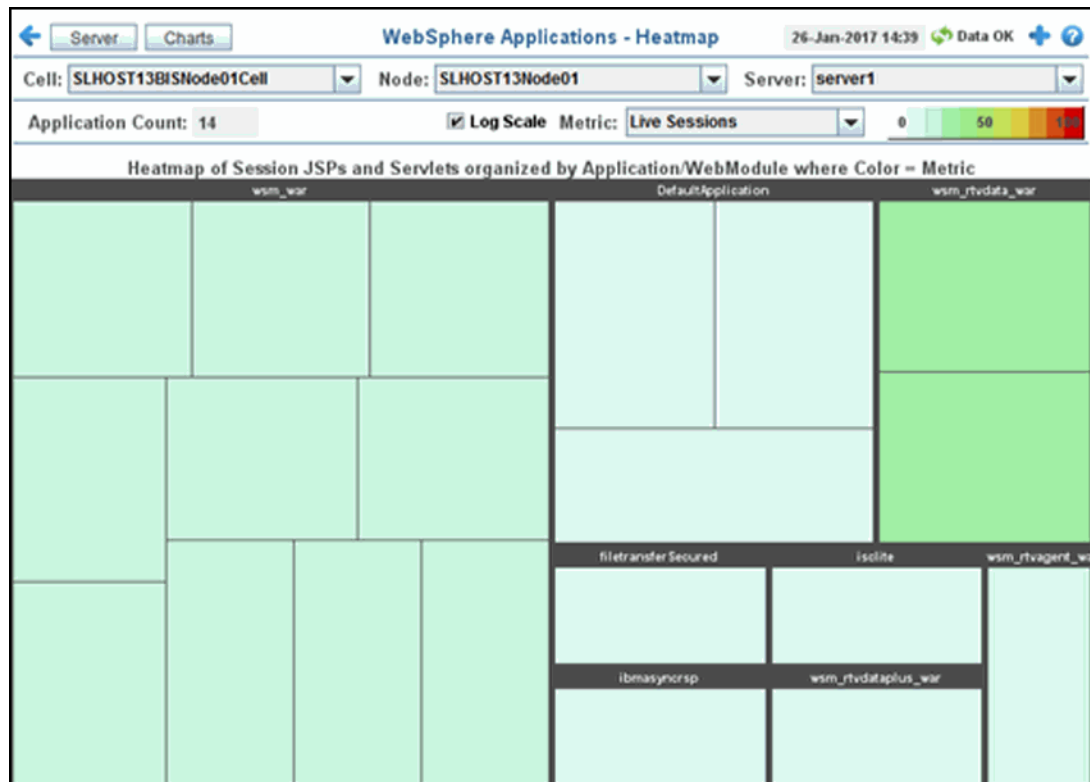 Server Charts WebSphere Applications - Heatmap 26-Jan-2017 14:39 Data OK
Cell: SLHOST13BISNode01Cell Node: SLHOST13Node01 Server: server1
Application Count: 14 Log Scale Metric: Live Sessions 0 50 100
Heatmap of Session JSPs and Servlets organized by Application/WebModule where Color = Metric
wsm_war DefaultApplication wsm_rtvdata_war
filetransferSecured isclite wsm_rtvagent_wa
ibmasyncrsp wsm_rtvdataplus_war